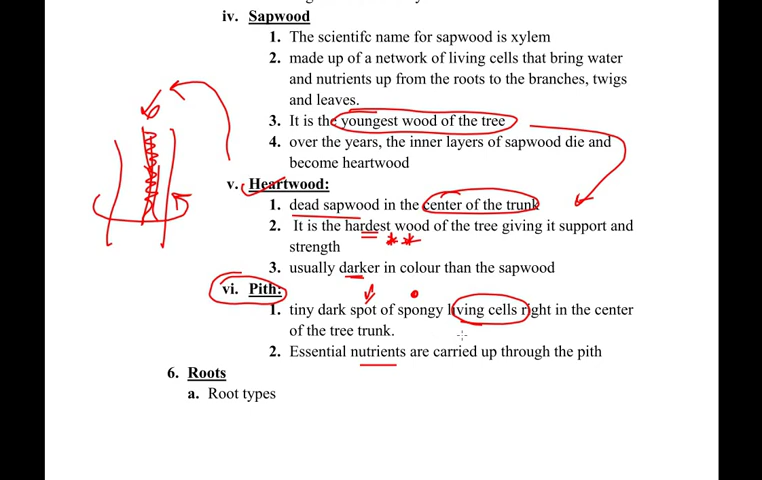 iv. Sapwood
1. The scientifc name for sapwood is xylem
2. made up of a network of living cells that bring water
and nutrients up from the roots to the branches, twigs
and leaves.
3. It is the youngest wood of the tree
4. over the years, the inner layers of sapwood die and
become heartwood
v. Heartwood:
1. dead sapwood in the center of the trunk
2. It is the hardest wood of the tree giving it support and
strength
3. usually darker in colour than the sapwood
vi. Pith:
1. tiny dark spot of spongy living cells right in the center
of the tree trunk.
2. Essential nutrients are carried up through the pith
6. Roots
a. Root types